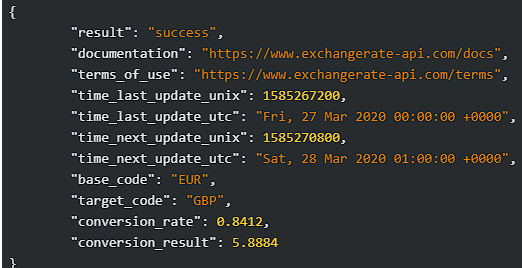 {
"result": "success",
"documentation": "https://www.exchangerate-api.com/docs",
"terms_of_use": "https://www.exchangerate-api.com/terms",
"time_last_update_unix": 1585267200,
"time_last_update_utc": "Fri, 27 Mar 2020 00:00:00 +0000",
"time_next_update_unix": 1585270800,
"time_next_update_utc": "Sat, 28 Mar 2020 01:00:00 +0000",
"base_code": "EUR",
"target_code": "GBP",
"conversion_rate": 0.8412,
"conversion_result": 5.8884
}